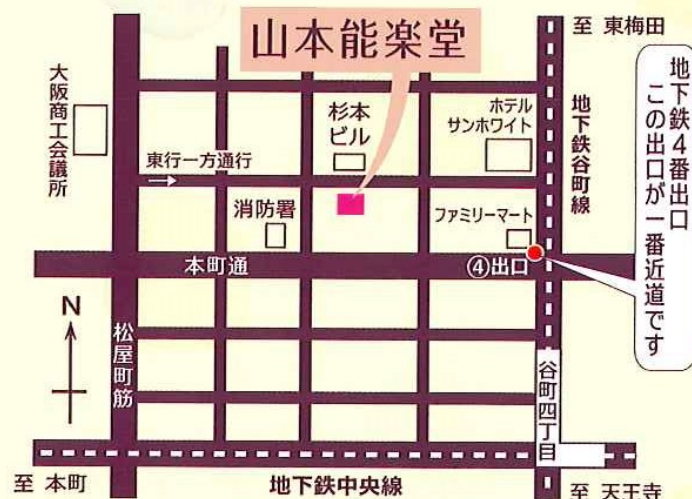 山本能楽堂
至 東梅田
大阪商工会議所
杉本
ビル
ホテル
サンホワイト
地下鉄谷町線
地下鉄4番出口
この出口が一番近道です
東行一方通行
→
消防署
ファミリーマート
本町通
④出口
N
松屋町筋
谷町四丁目
至 本町
地下鉄中央線
至 天王寺